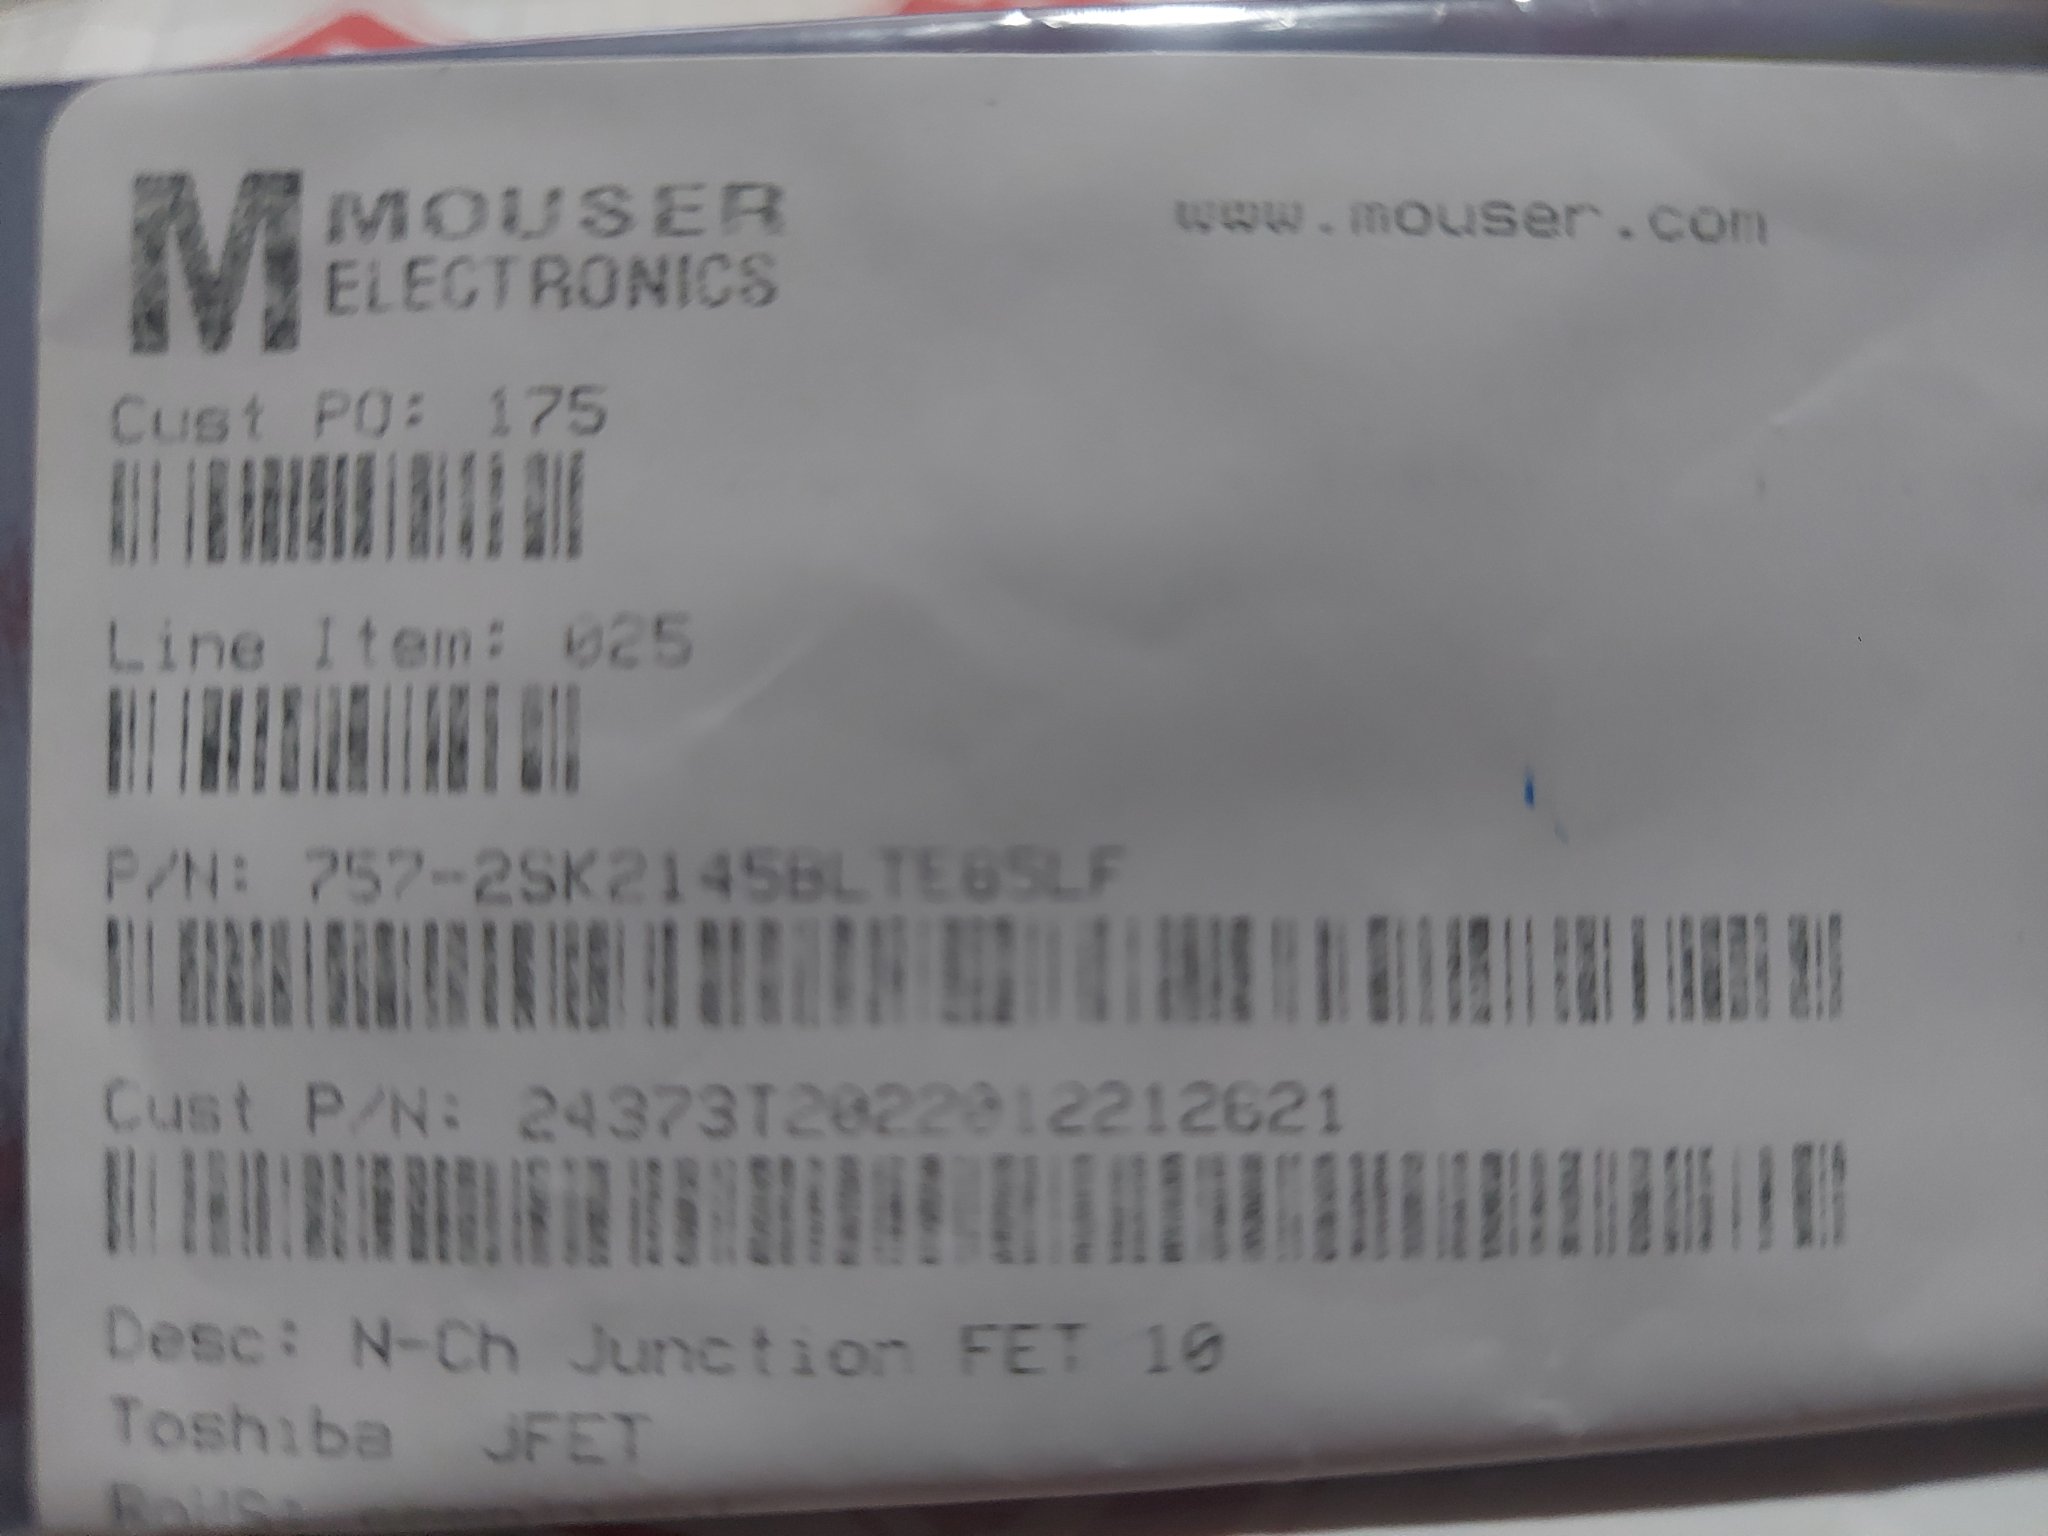 M MOUSER
ELECTRONICS
www.mouser.com
Cust PO: 175
Line Item: 025
P/N: 757-2SK2145BLTE85LF
Cust P/N: 24373T2022012212621
Desc: N-Ch Junction FET 10
Toshiba JFET